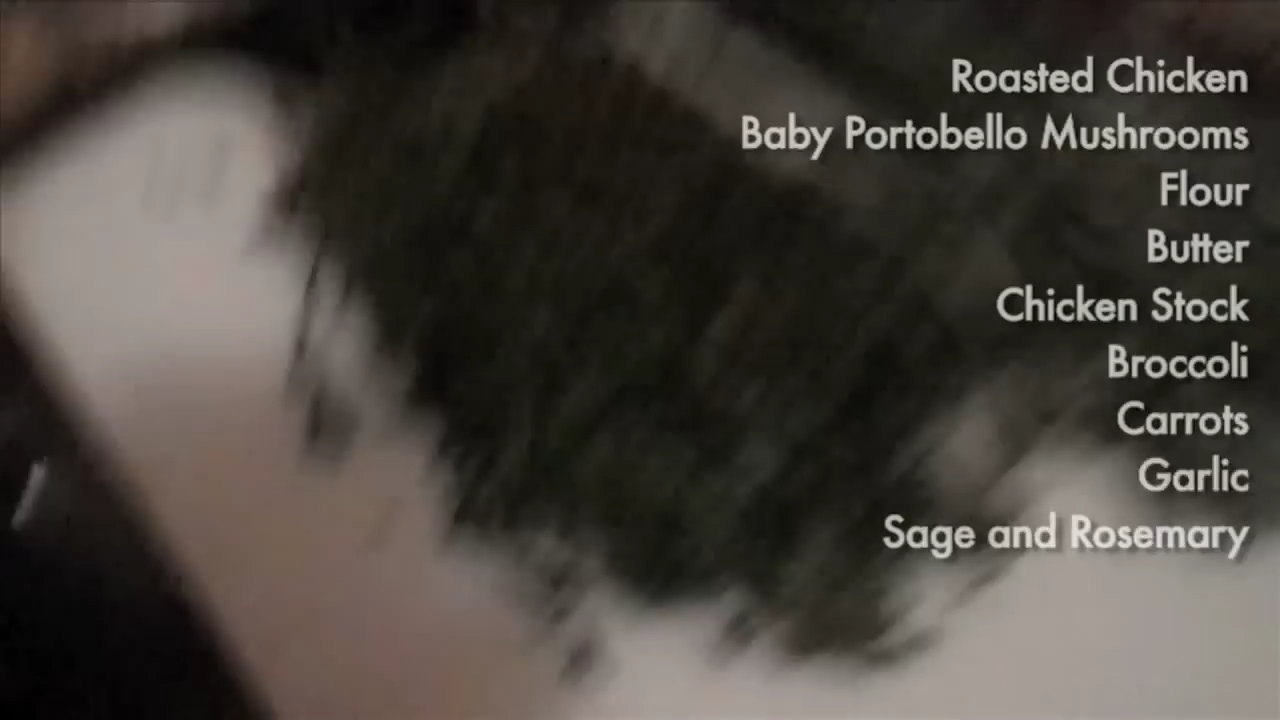 Roasted Chicken
Baby Portobello Mushrooms
Flour
Butter
Chicken Stock
Broccoli
Carrots
Garlic
Sage and Rosemary